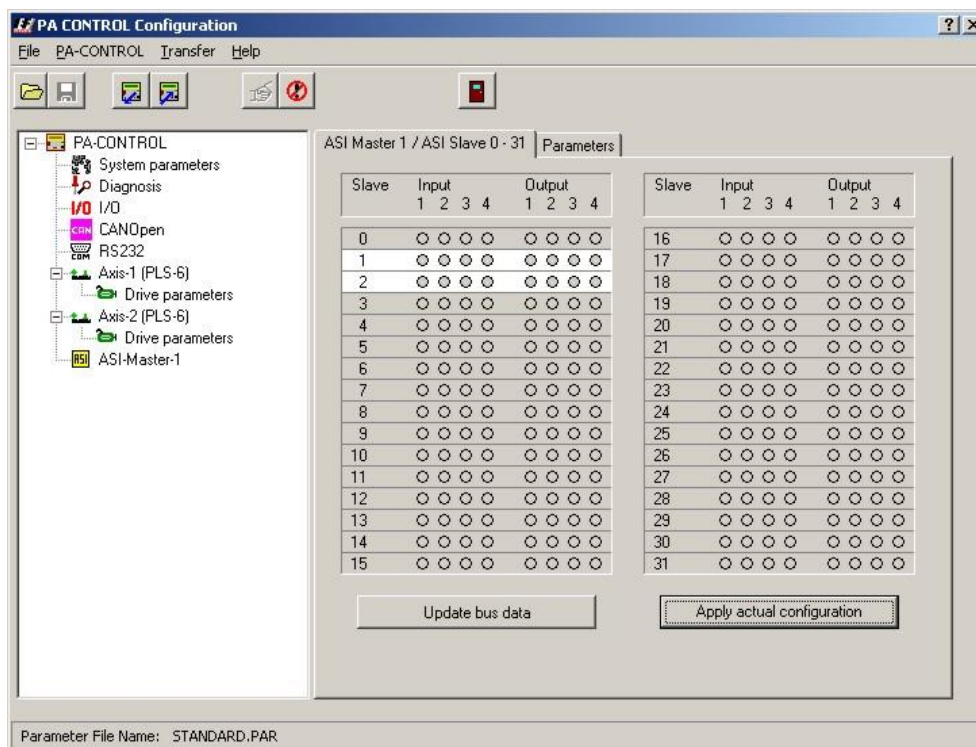 PA CONTROL Configuration
File PA-CONTROL Transfer Help
PA-CONTROL
System parameters
Diagnosis
I/O I/O
CAN CANOpen
COM RS232
Axis-1 (PLS-6)
Drive parameters
Axis-2 (PLS-6)
Drive parameters
ASI ASI-Master-1
ASI Master 1 / ASI Slave 0 - 31 Parameters
Slave Input Output
1 2 3 4 1 2 3 4
0
1
2
3
4
5
6
7
8
9
10
11
12
13
14
15
Slave Input Output
1 2 3 4 1 2 3 4
16
17
18
19
20
21
22
23
24
25
26
27
28
29
30
31
Update bus data Apply actual configuration
Parameter File Name: STANDARD.PAR